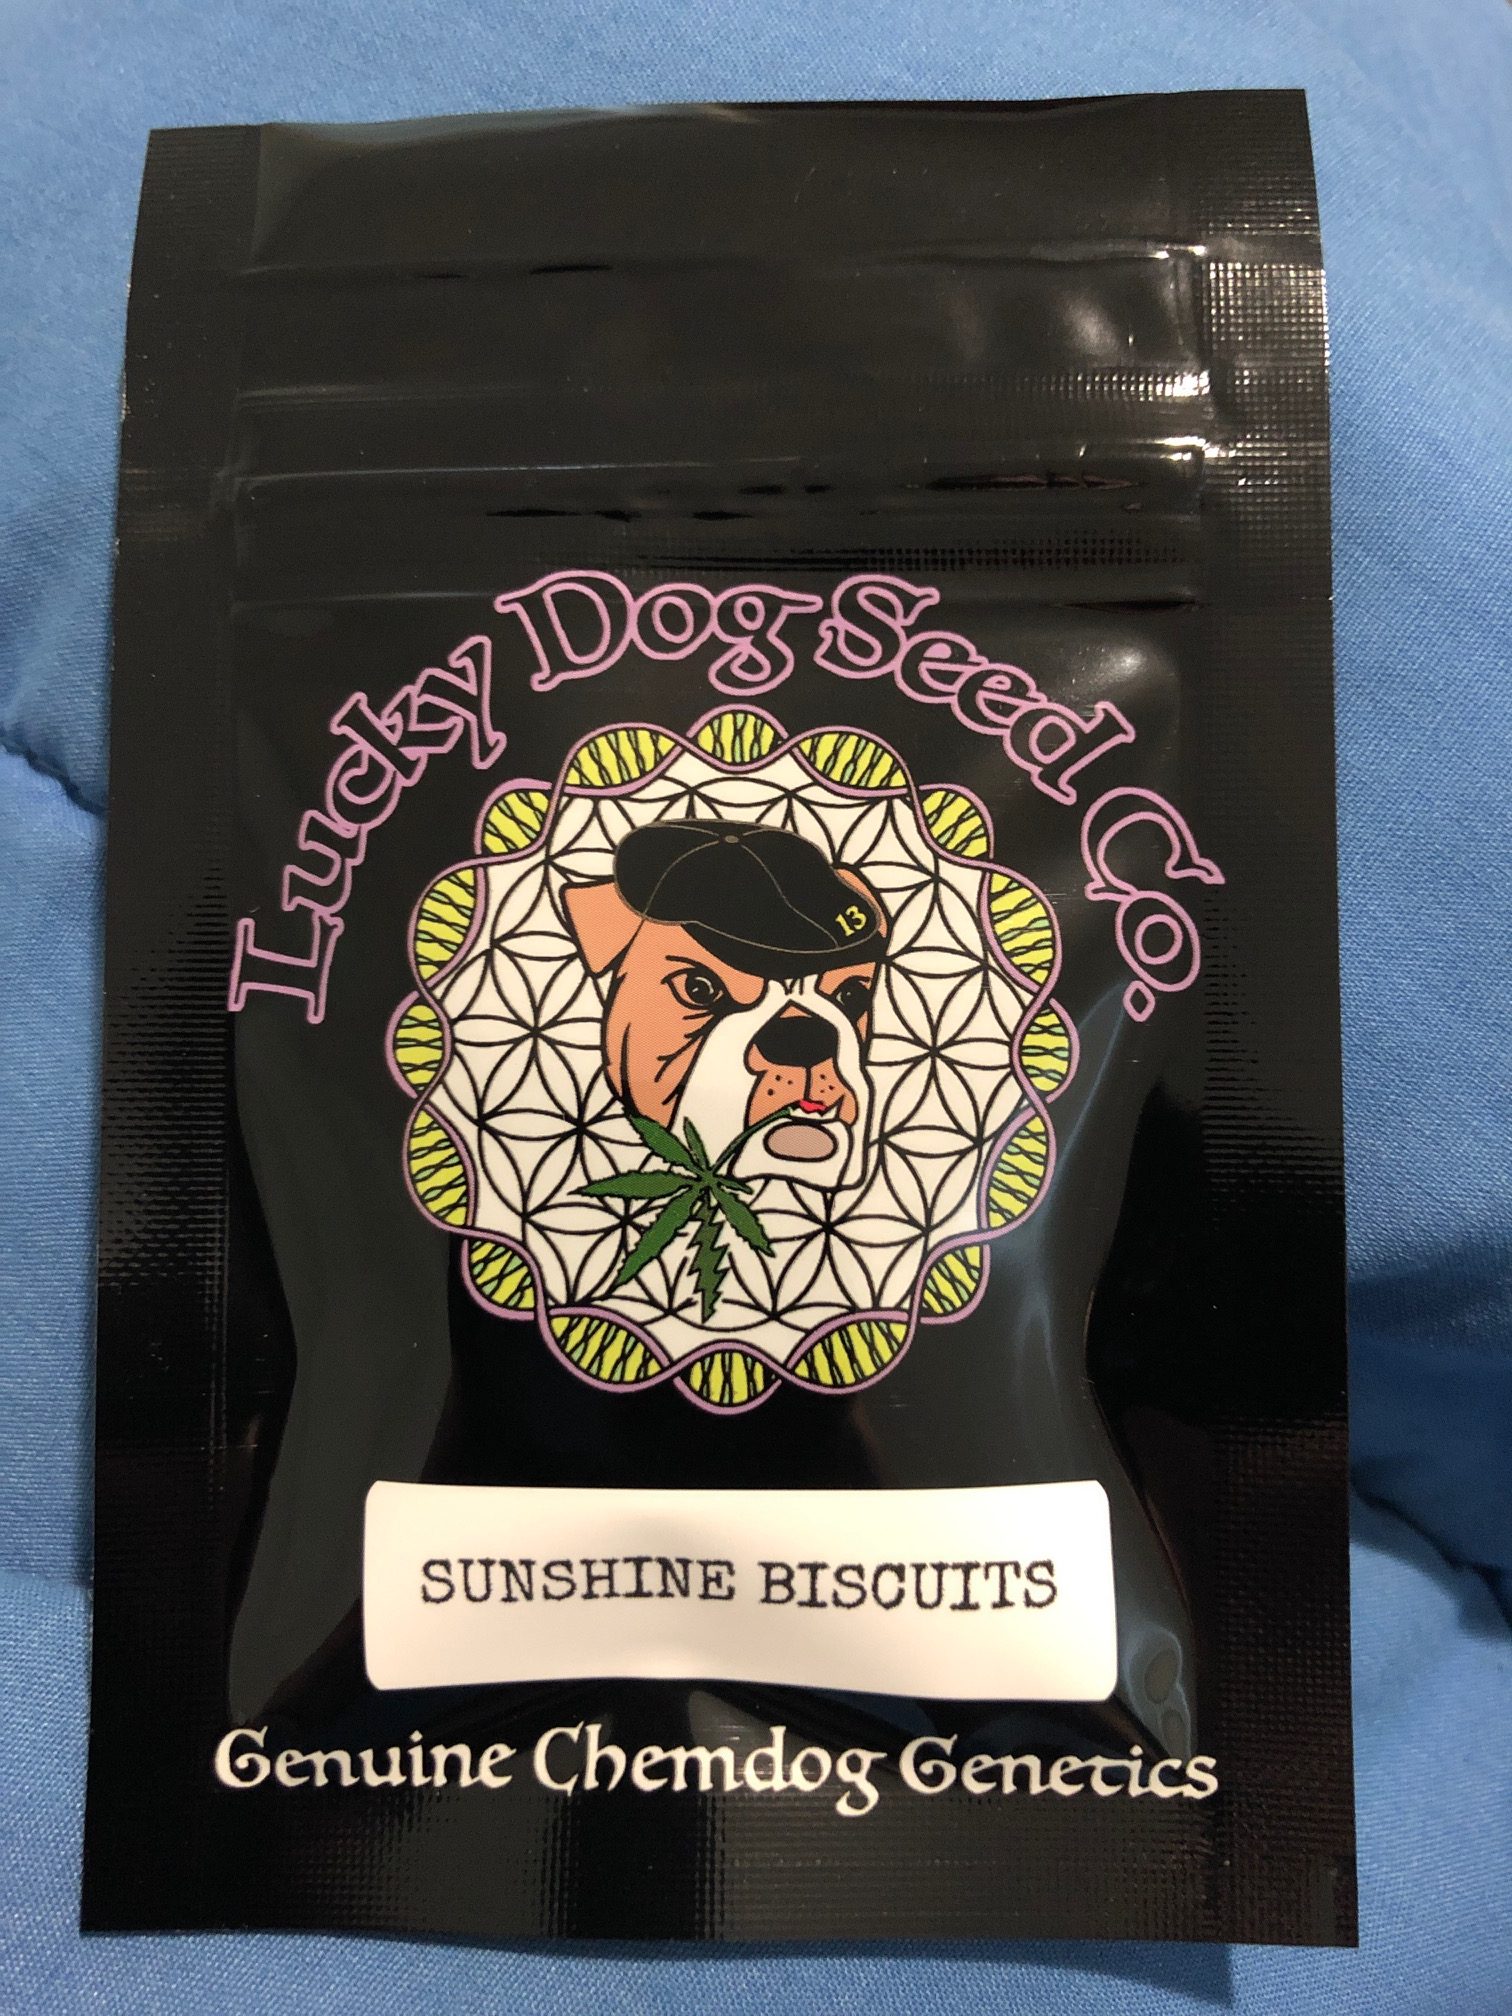 Lucky Dog Seed Co.
13
SUNSHINE BISCUITS
Genuine Chemdog Genetics